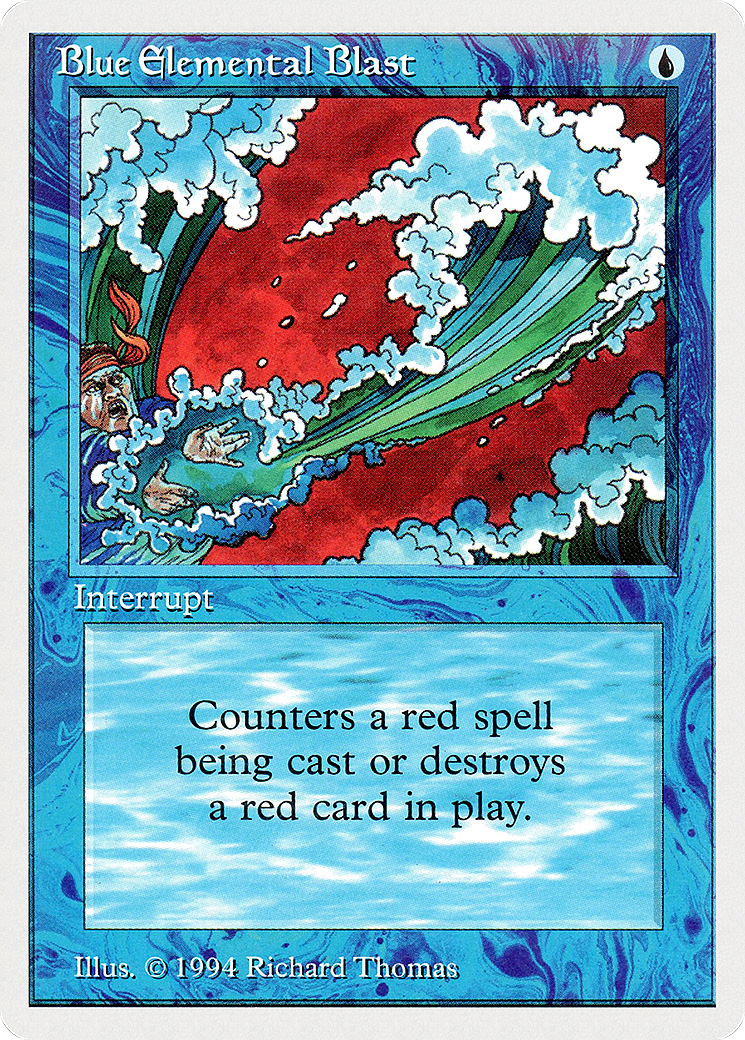 Blue Elemental Blast
Interrupt
Counters a red spell
being cast or destroys
a red card in play.
Illus. © 1994 Richard Thomas